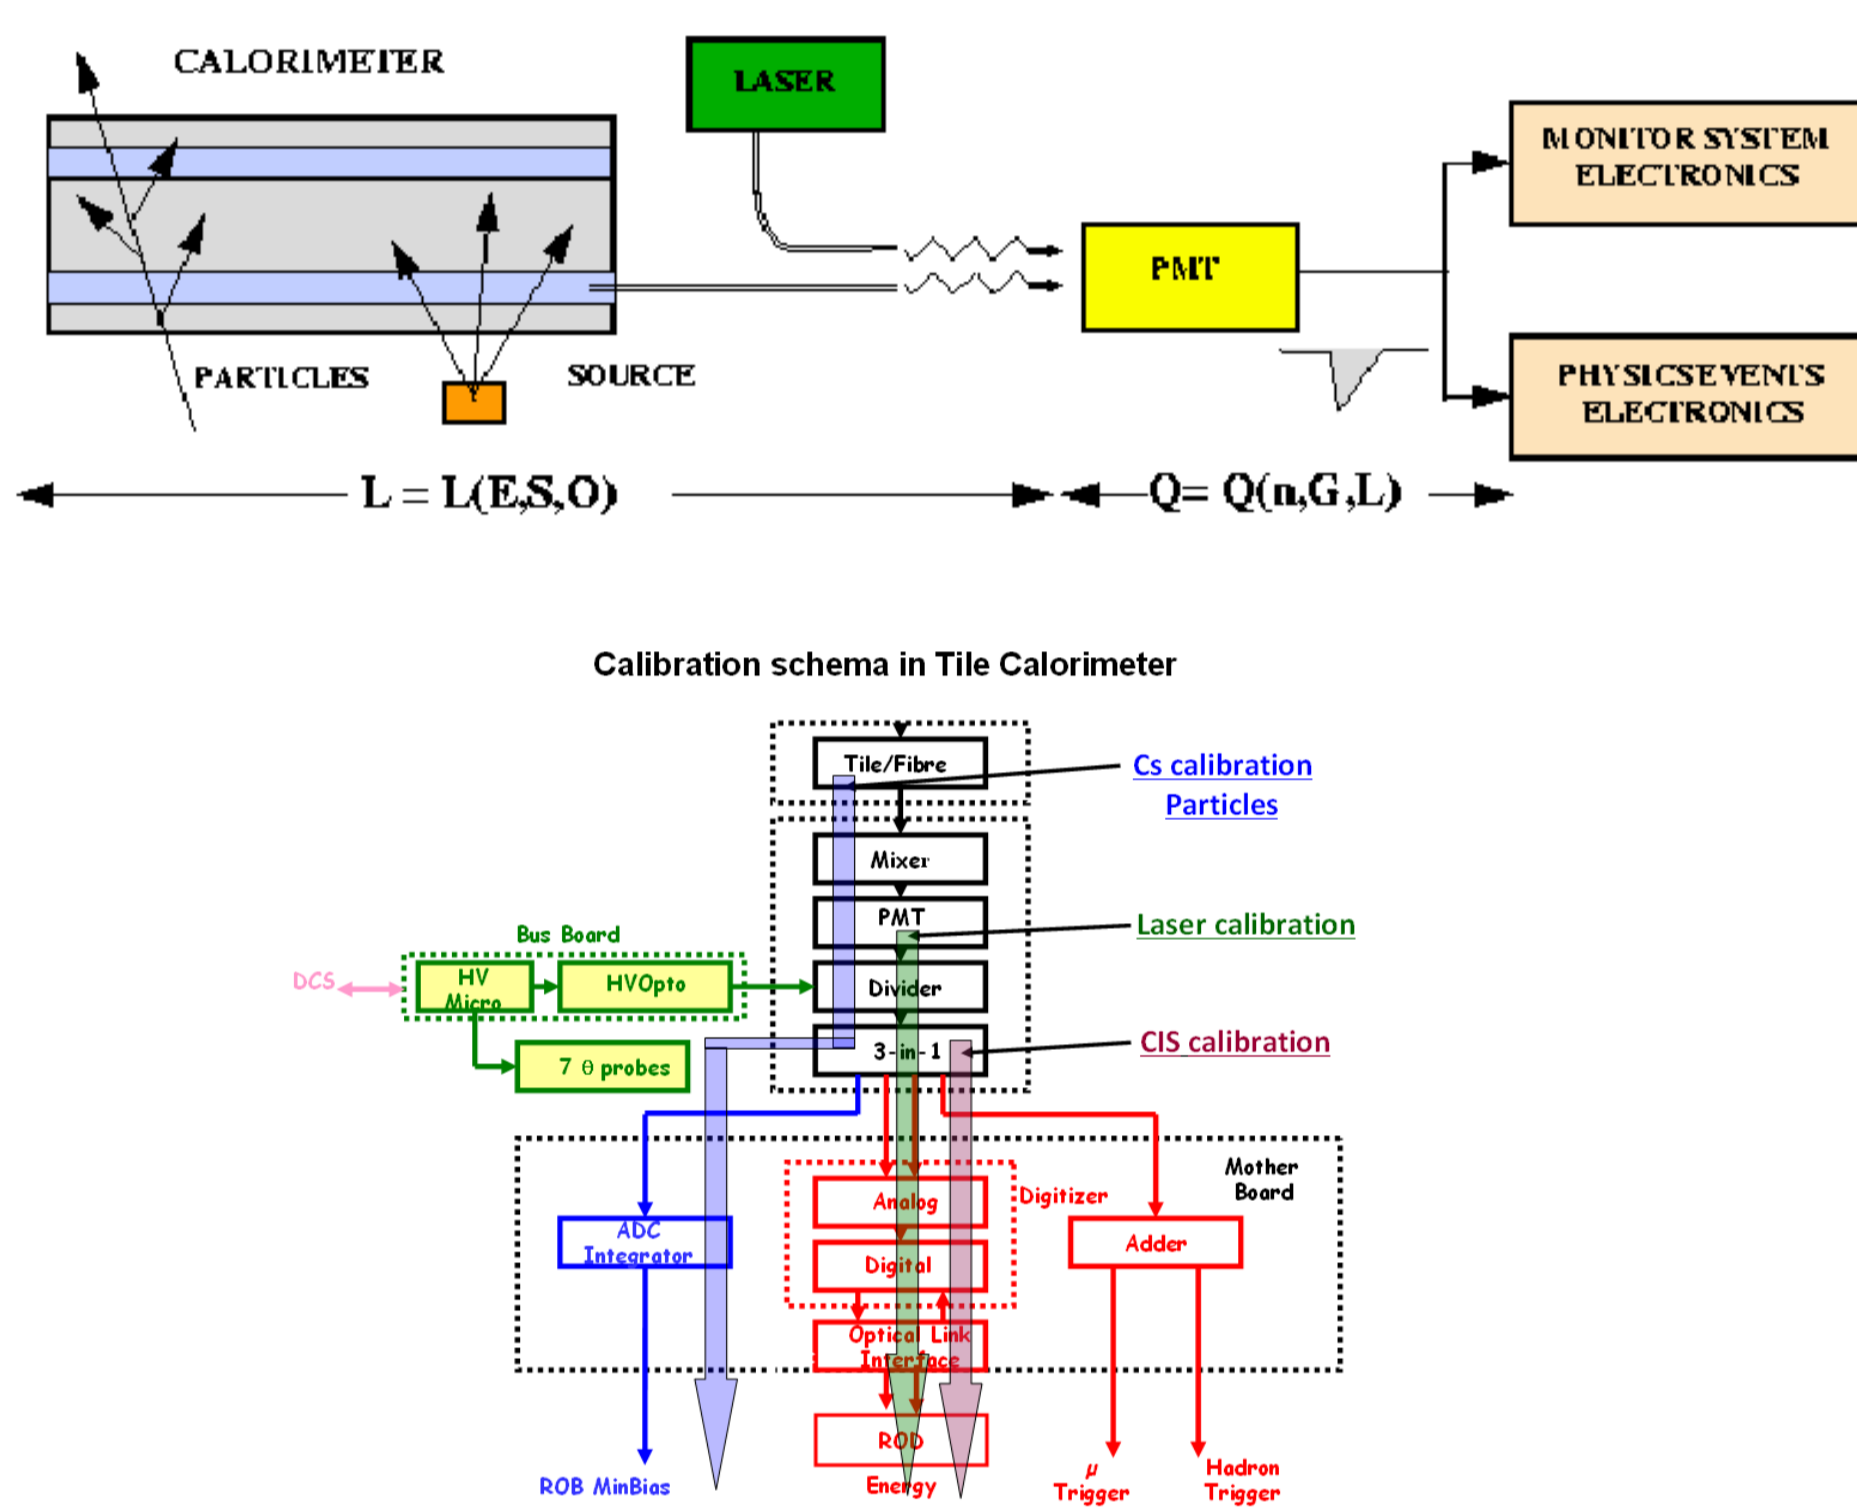 CALORIMETER
LASER
MONITOR SYSTEM
ELECTRONICS
PMT
PARTICLES
SOURCE
PHYSICSEVENTS
ELECTRONICS
L = L(E,S,O)
Q= Q(n,G,L)
Calibration schema in Tile Calorimeter
Tile/Fibre
Cs calibration
Particles
Mixer
PMT
Laser calibration
Bus Board
DCS
HV
Micro
HVOpto
Divider
3-in-1
CIS calibration
7 θ probes
Mother
Board
Analog
Digitizer
ADC
Integrator
Adder
Digital
Optical Link
Interface
ROD
Energy
ROB MinBias
μ
Trigger
Hadron
Trigger